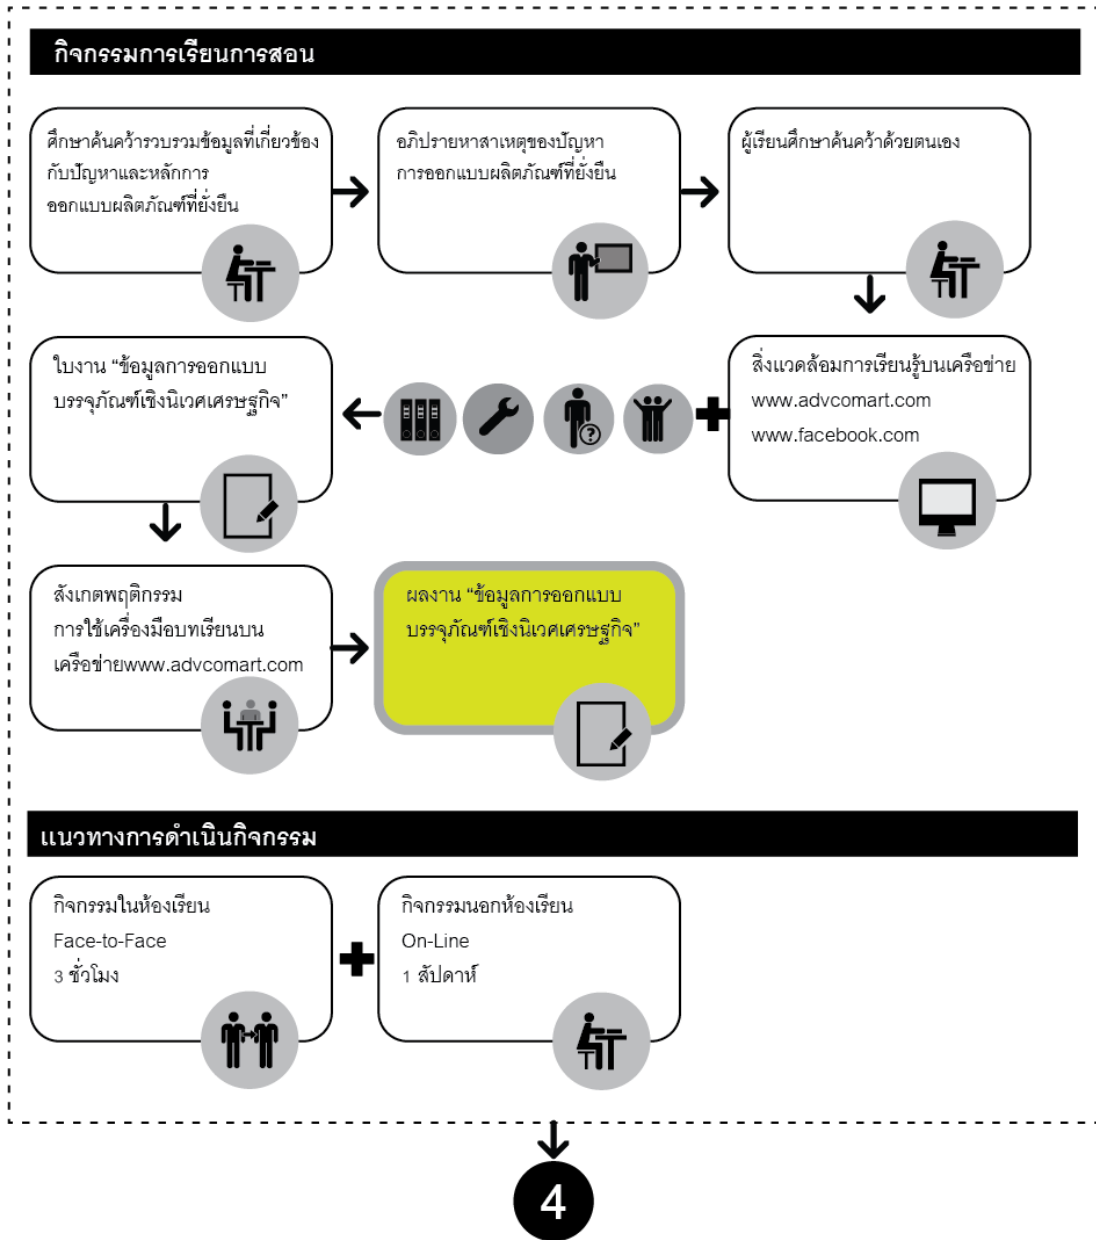 กิจกรรมการเรียนการสอน
ศึกษาค้นคว้ารวบรวมข้อมูลที่เกี่ยวข้อง
กับปัญหาและหลักการ
ออกแบบผลิตภัณฑ์ที่ยั่งยืน
อภิปรายหาสาเหตุของปัญหา
การออกแบบผลิตภัณฑ์ที่ยั่งยืน
ผู้เรียนศึกษาค้นคว้าด้วยตนเอง
สิ่งแวดล้อมการเรียนรู้บนเครือข่าย
www.advcomart.com
www.facebook.com
?
ใบงาน “ข้อมูลการออกแบบ
บรรจุภัณฑ์เชิงนิเวศเศรษฐกิจ”
สังเกตพฤติกรรม
การใช้เครื่องมือบทเรียนบน
เครือข่ายwww.advcomart.com
ผลงาน “ข้อมูลการออกแบบ
บรรจุภัณฑ์เชิงนิเวศเศรษฐกิจ”
แนวทางการดำเนินกิจกรรม
กิจกรรมในห้องเรียน
Face-to-Face
3 ชั่วโมง
กิจกรรมนอกห้องเรียน
On-Line
1 สัปดาห์
4